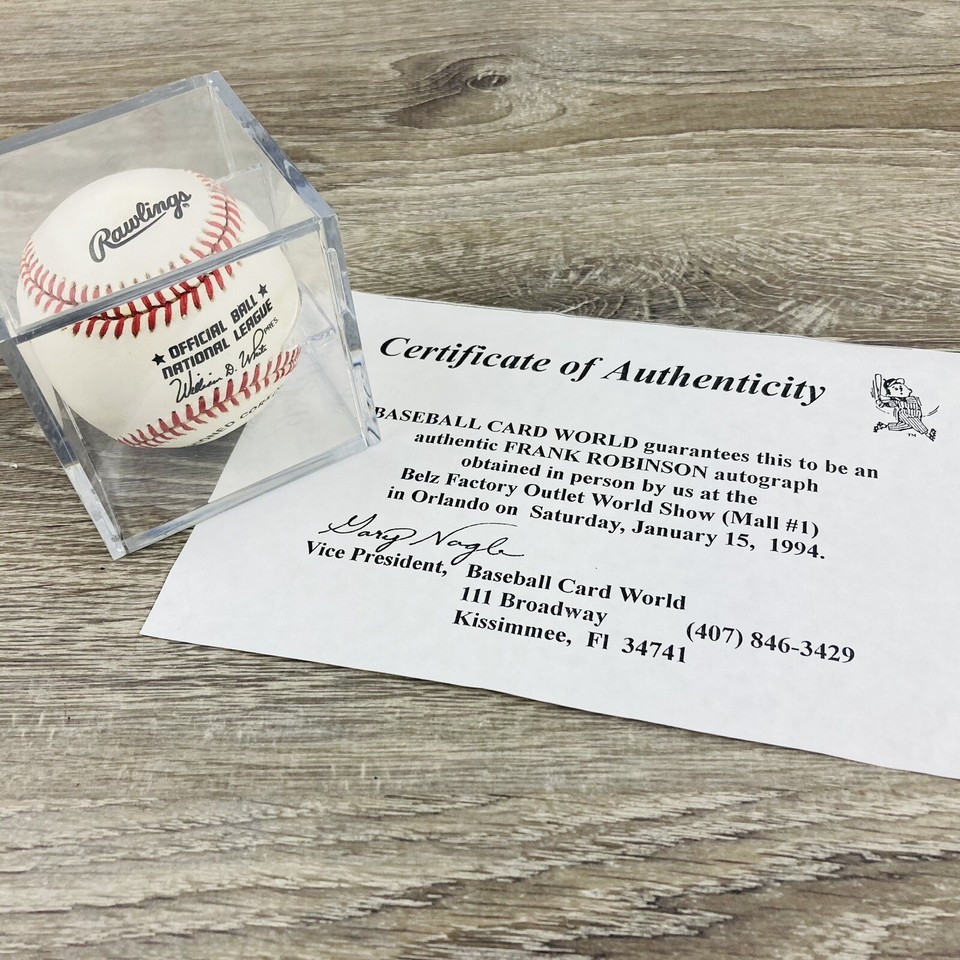 Rawlings
OFFICIAL BALL
NATIONAL LEAGUE
William D. White PRES.
Certificate of Authenticity
BASEBALL CARD WORLD guarantees this to be an
authentic FRANK ROBINSON autograph
obtained in person by us at the
Belz Factory Outlet World Show (Mall #1)
in Orlando on Saturday, January 15, 1994.
Gary Nagle
Vice President, Baseball Card World
111 Broadway
Kissimmee, Fl 34741
(407) 846-3429
TM